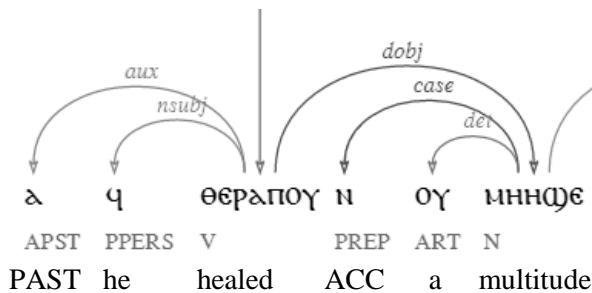 aux
dobj
nsubj
case
det
ⲁ ϥ ⲑⲉⲣⲁⲡⲟⲩ ⲛ ⲟⲩ ⲙⲏⲏϣⲉ
APST PPERS V PREP ART N
PAST he healed ACC a multitude